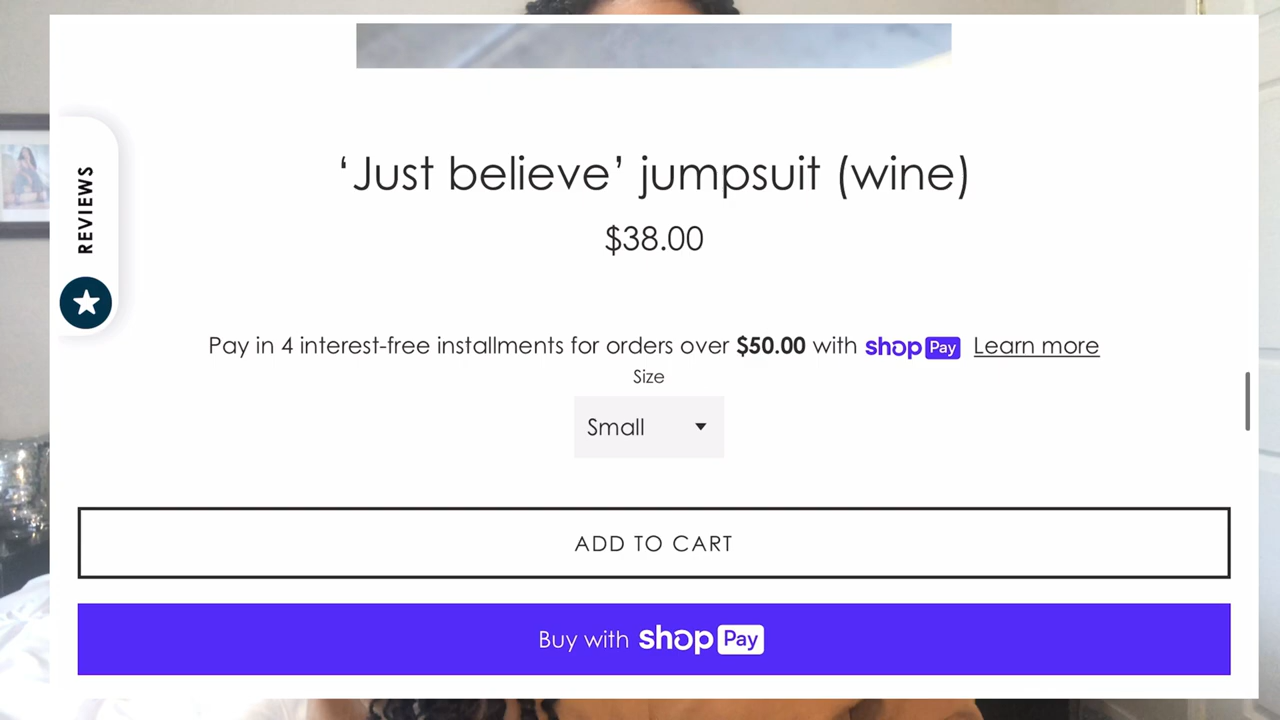 ‘Just believe’ jumpsuit (wine)
$38.00
REVIEWS
Pay in 4 interest-free installments for orders over $50.00 with shop Pay Learn more
Size
Small
ADD TO CART
Buy with shop Pay